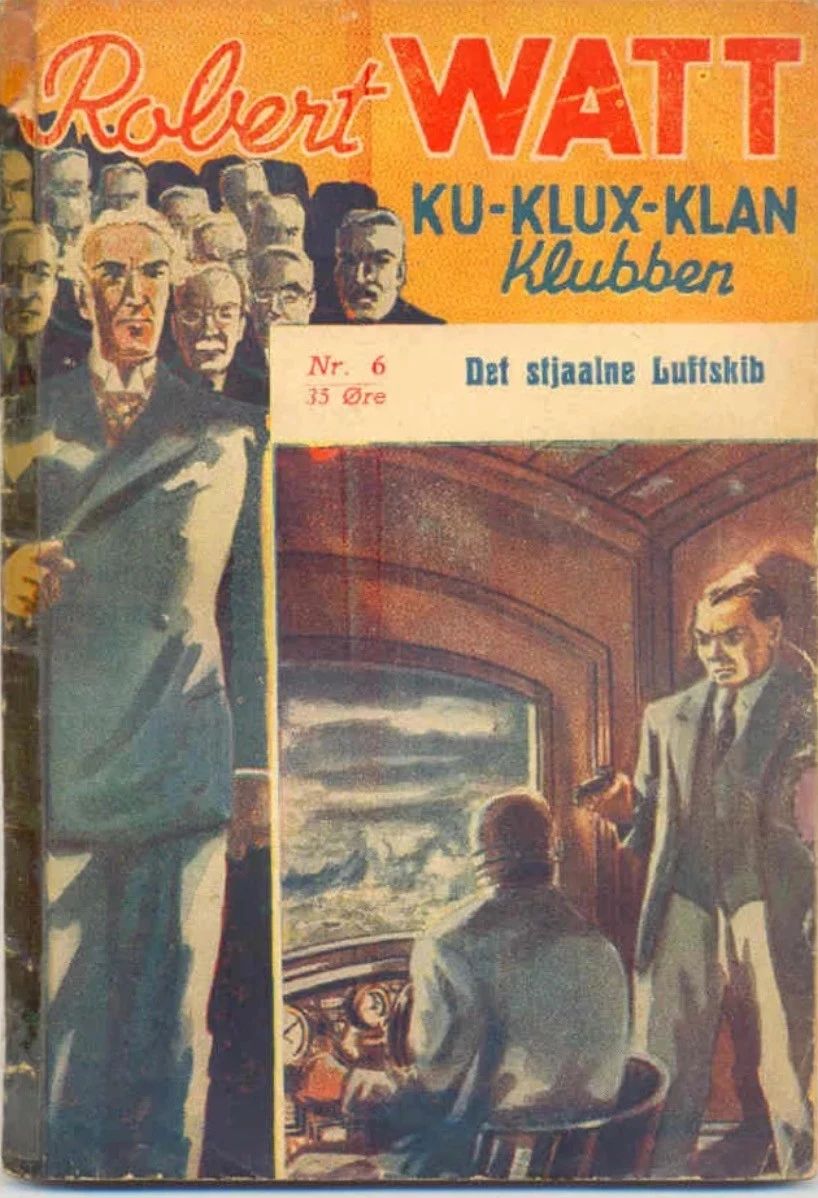 Robert WATT
KU-KLUX-KLAN
Klubben
Nr. 6
35 Øre
Det stjaalne Luftskib